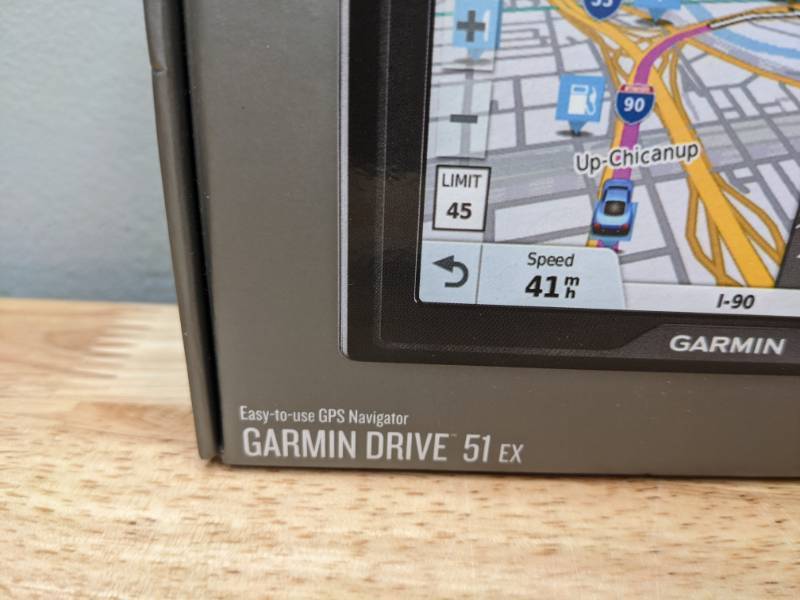 +
90
-
Up-Chicanup
LIMIT
45
Speed
41 m/h
I-90
GARMIN
Easy-to-use GPS Navigator
GARMIN DRIVE™ 51 EX